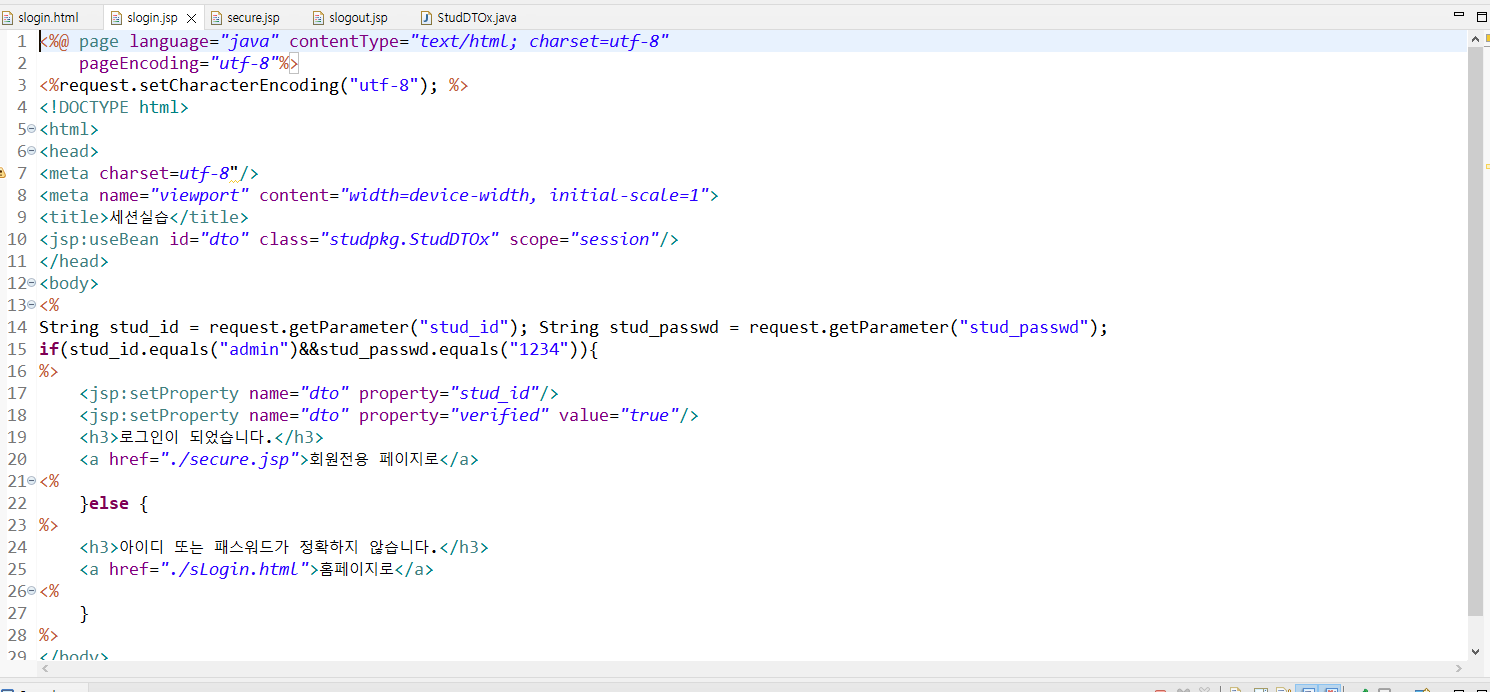 slogin.html slogin.jsp secure.jsp slogout.jsp StudDTOx.java
1 <%@ page language="java" contentType="text/html; charset=utf-8"
2 pageEncoding="utf-8"%>
3 <%request.setCharacterEncoding("utf-8"); %>
4 <!DOCTYPE html>
5 <html>
6 <head>
7 <meta charset=utf-8"/>
8 <meta name="viewport" content="width=device-width, initial-scale=1">
9 <title>세션실습</title>
10 <jsp:useBean id="dto" class="studpkg.StudDTOx" scope="session"/>
11 </head>
12 <body>
13 <%
14 String stud_id = request.getParameter("stud_id"); String stud_passwd = request.getParameter("stud_passwd");
15 if(stud_id.equals("admin")&&stud_passwd.equals("1234")){
16 %>
17 <jsp:setProperty name="dto" property="stud_id"/>
18 <jsp:setProperty name="dto" property="verified" value="true"/>
19 <h3>로그인이 되었습니다.</h3>
20 <a href="./secure.jsp">회원전용 페이지로</a>
21 <%
22 }else {
23 %>
24 <h3>아이디 또는 패스워드가 정확하지 않습니다.</h3>
25 <a href="./sLogin.html">홈페이지로</a>
26 <%
27 }
28 %>
29 </body>